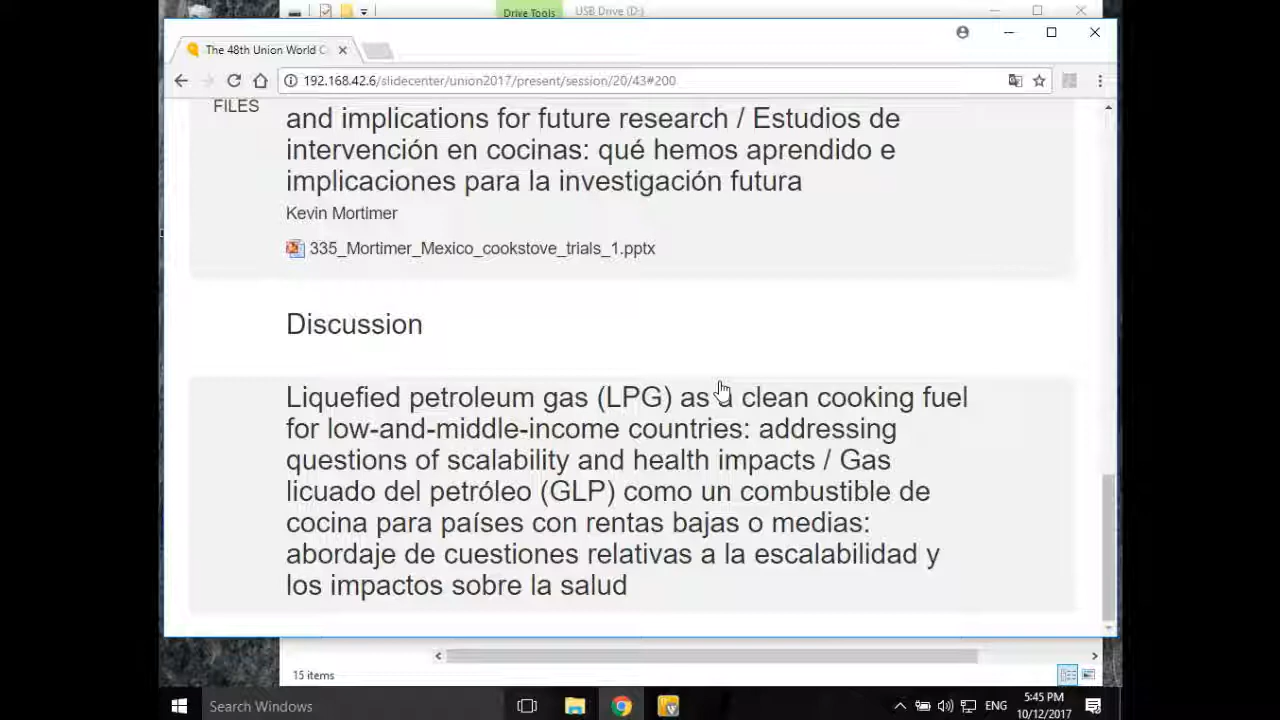 Drive Tools
USB Drive (D:)
The 48th Union World C
192.168.42.6/slidecenter/union2017/present/session/20/43#200
FILES
and implications for future research / Estudios de
intervención en cocinas: qué hemos aprendido e
implicaciones para la investigación futura
Kevin Mortimer
335_Mortimer_Mexico_cookstove_trials_1.pptx
Discussion
Liquefied petroleum gas (LPG) as a clean cooking fuel
for low-and-middle-income countries: addressing
questions of scalability and health impacts / Gas
licuado del petróleo (GLP) como un combustible de
cocina para países con rentas bajas o medias:
abordaje de cuestiones relativas a la escalabilidad y
los impactos sobre la salud
15 items
Search Windows
ENG
5:45 PM
10/12/2017